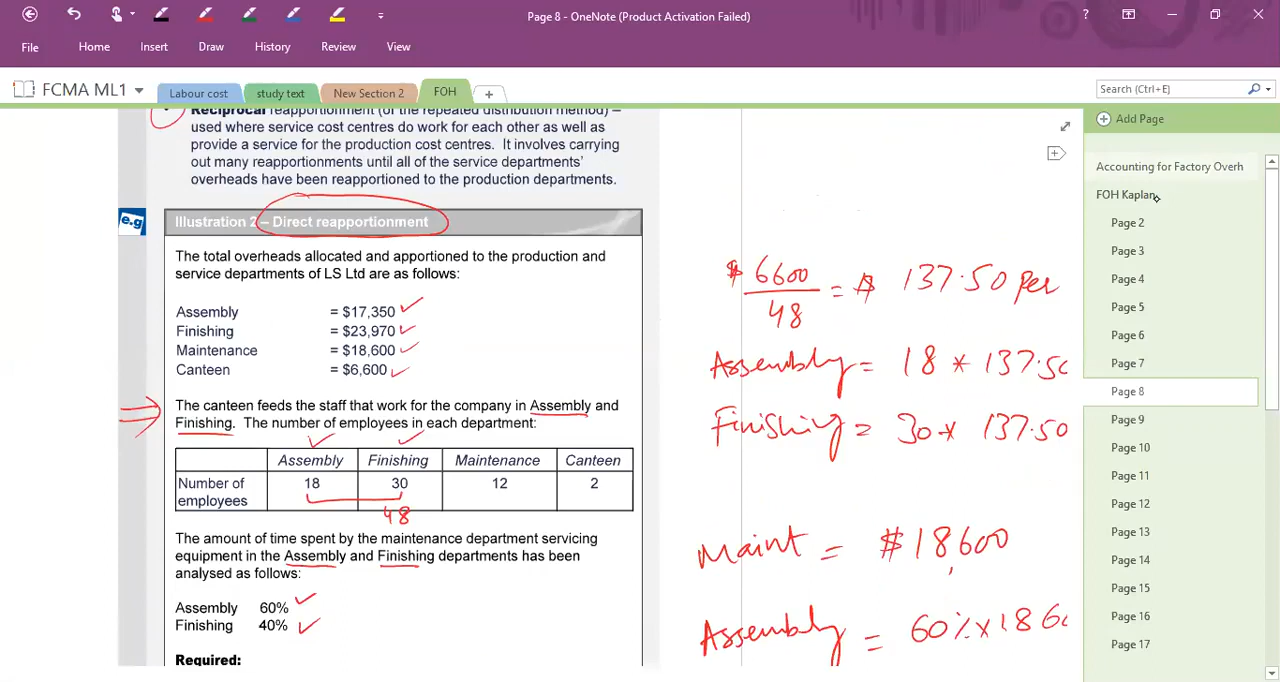 Page 8 - OneNote (Product Activation Failed)
File Home Insert Draw History Review View
FCMA ML1
Labour cost
study text
New Section 2
FOH
Search (Ctrl+E)
Reciprocal reapportionment (or the repeated distribution method) –
used where service cost centres do work for each other as well as
provide a service for the production cost centres. It involves carrying
out many reapportionments until all of the service departments'
overheads have been reapportioned to the production departments.
e.g
Illustration 2 – Direct reapportionment
The total overheads allocated and apportioned to the production and
service departments of LS Ltd are as follows:
Assembly = $17,350
Finishing = $23,970
Maintenance = $18,600
Canteen = $6,600
The canteen feeds the staff that work for the company in Assembly and
Finishing. The number of employees in each department:
Assembly Finishing Maintenance Canteen
Number of employees 18 30 12 2
48
The amount of time spent by the maintenance department servicing
equipment in the Assembly and Finishing departments has been
analysed as follows:
Assembly 60%
Finishing 40%
Required:
$ 6600
48
= $ 137.50 per
Assembly = 18 * 137.50
Finishing = 30 * 137.50
Maint = $18,600
Assembly = 60% x 1860
Add Page
Accounting for Factory Overh
FOH Kaplan
Page 2
Page 3
Page 4
Page 5
Page 6
Page 7
Page 8
Page 9
Page 10
Page 11
Page 12
Page 13
Page 14
Page 15
Page 16
Page 17